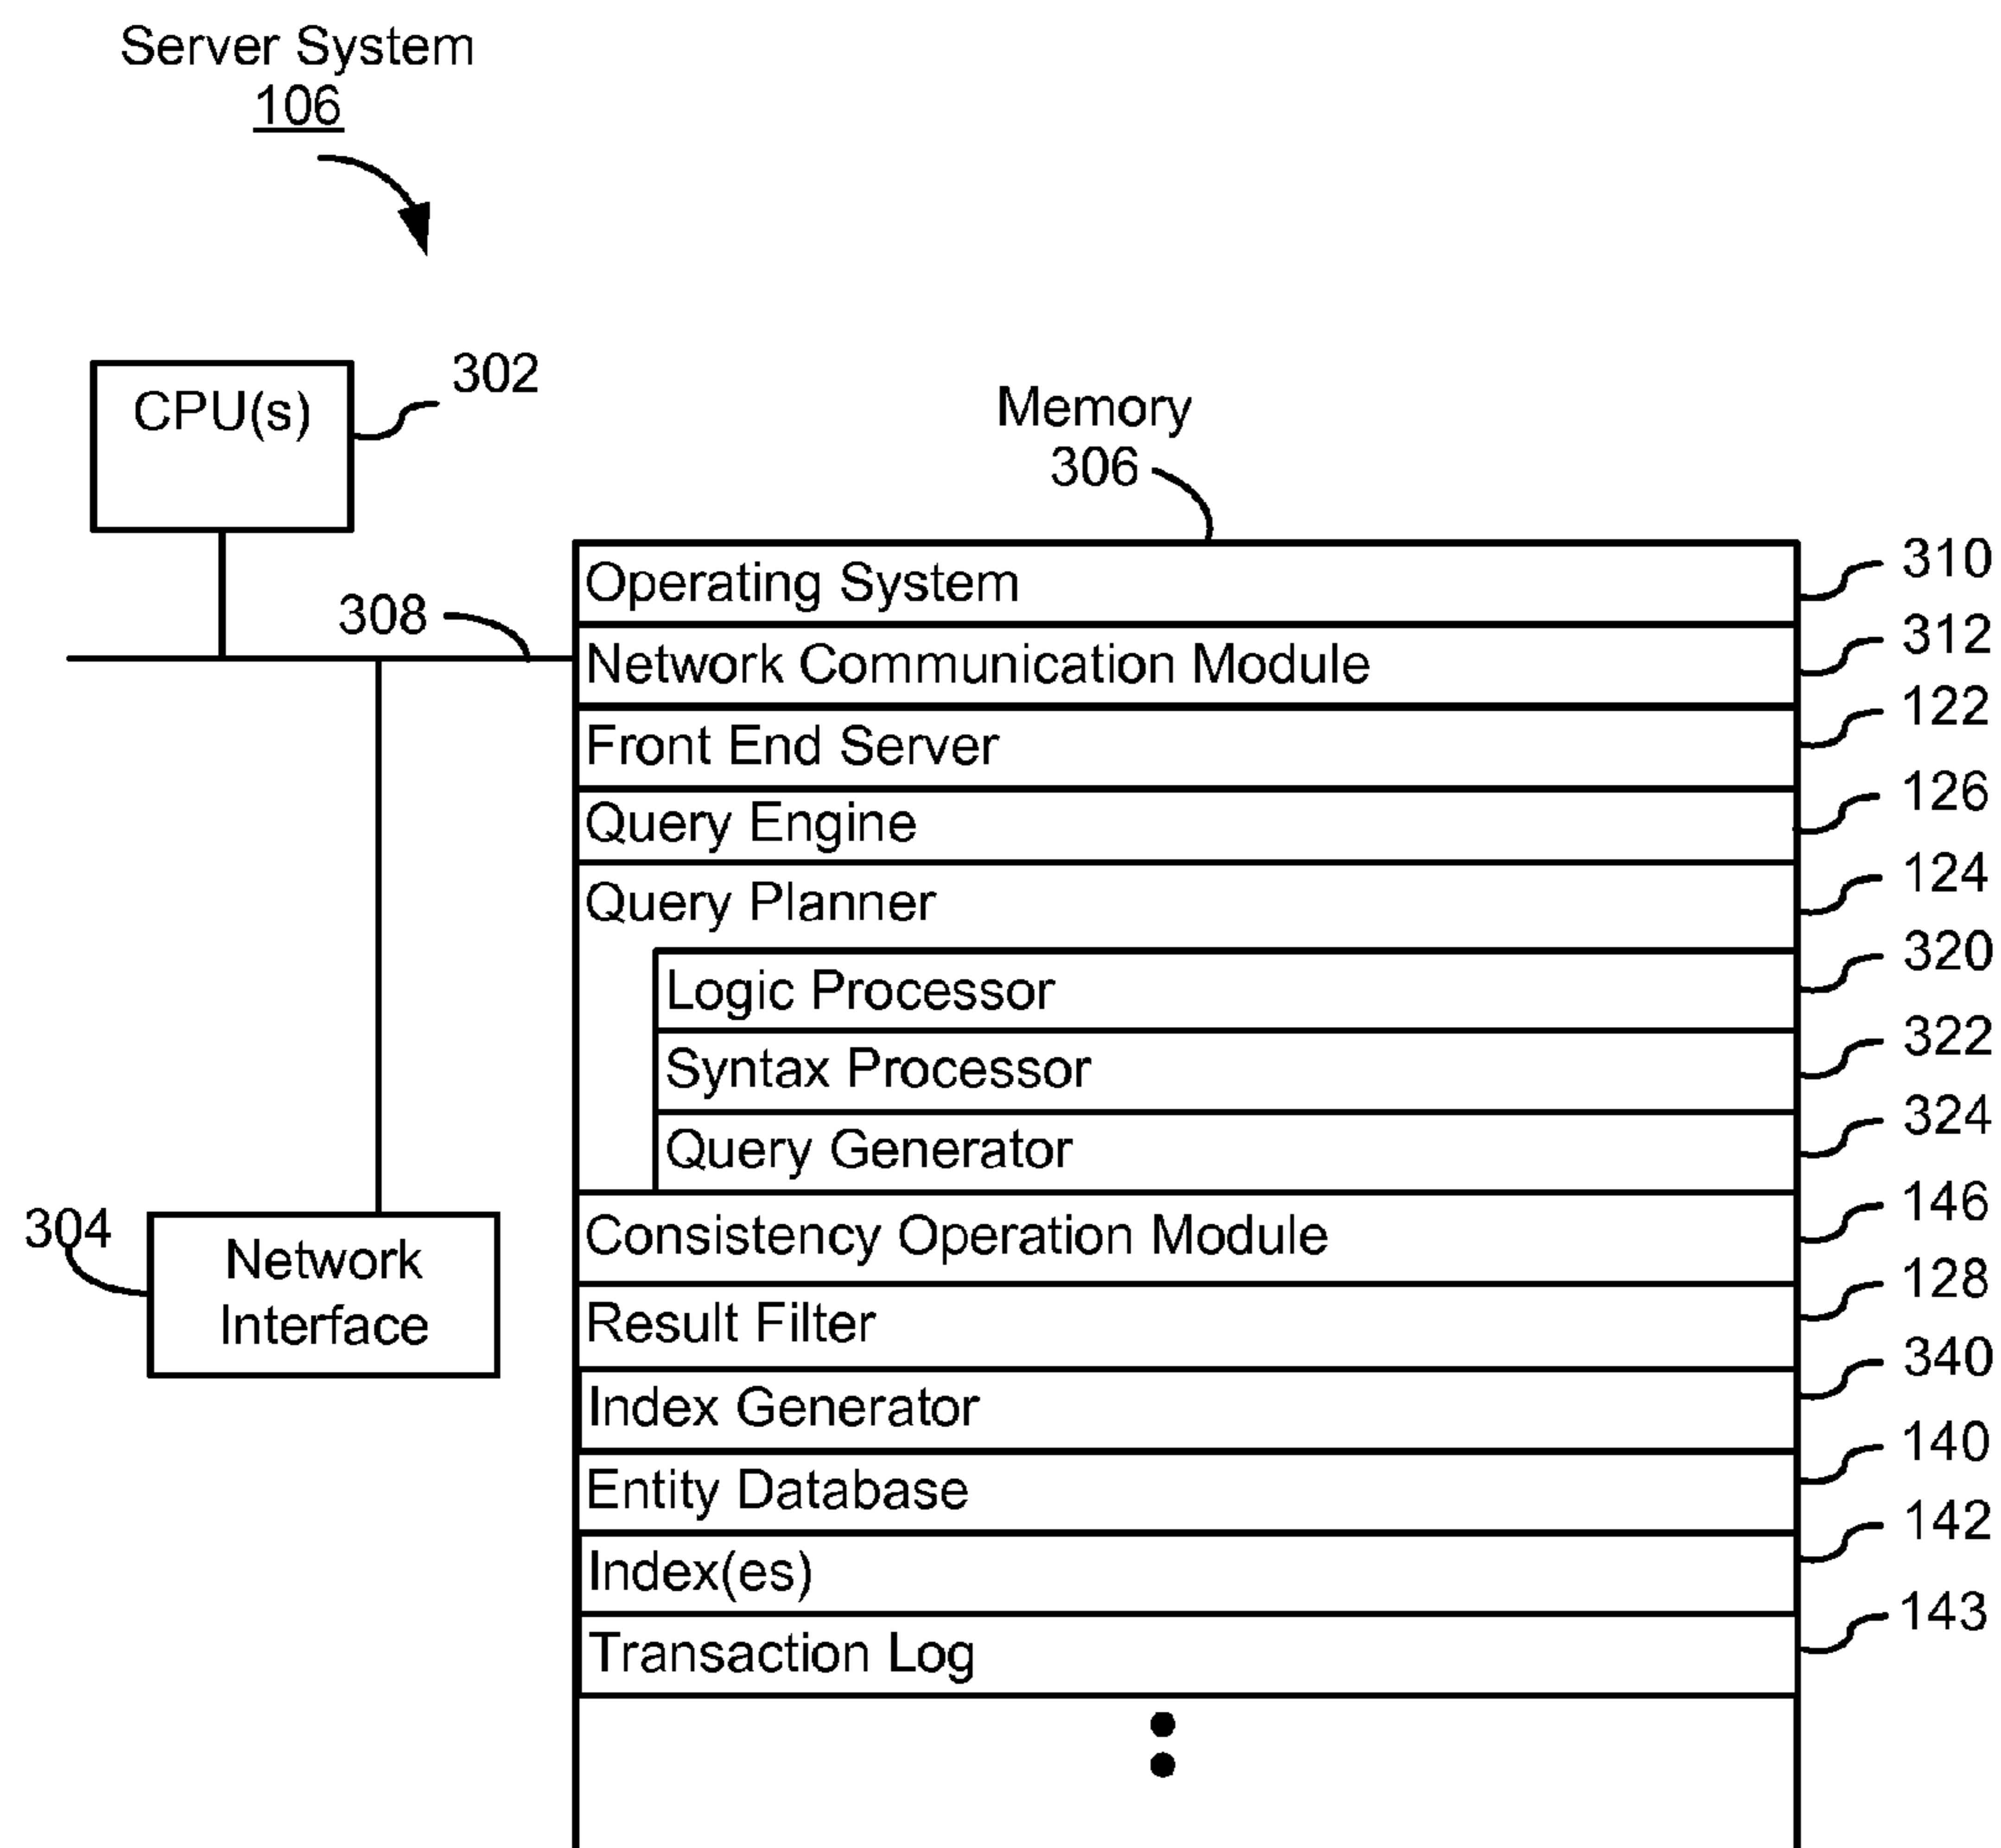 Server System
106
CPU(s)
302
Memory
306
308
Operating System
310
Network Communication Module
312
Front End Server
122
Query Engine
126
Query Planner
124
Logic Processor
320
Syntax Processor
322
Query Generator
324
304
Network
Interface
Consistency Operation Module
146
Result Filter
128
Index Generator
340
Entity Database
140
Index(es)
142
Transaction Log
143